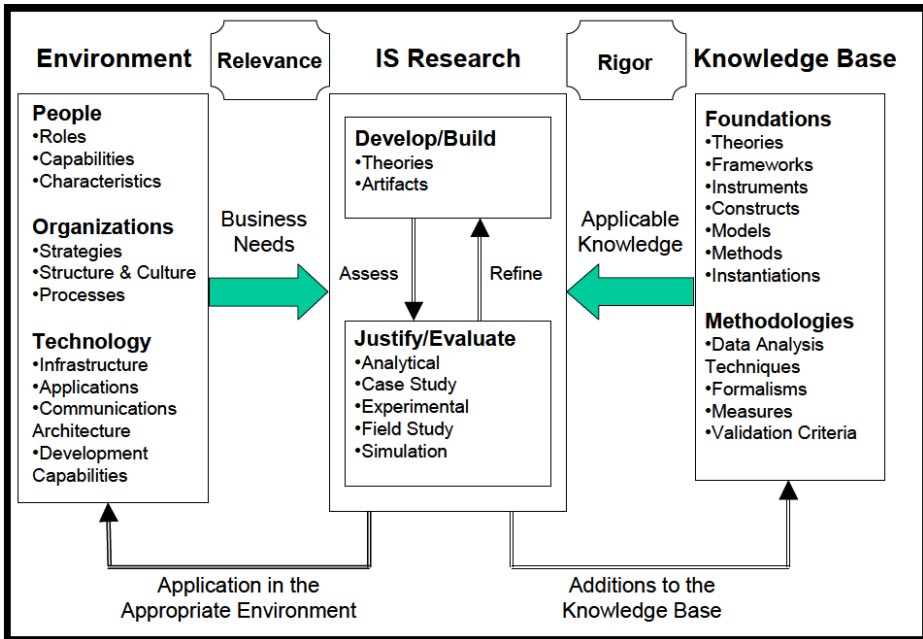 Environment
Relevance
IS Research
Rigor
Knowledge Base
People
•Roles
•Capabilities
•Characteristics
Organizations
•Strategies
•Structure & Culture
•Processes
Technology
•Infrastructure
•Applications
•Communications
Architecture
•Development
Capabilities
Business
Needs
Develop/Build
•Theories
•Artifacts
Assess
Refine
Justify/Evaluate
•Analytical
•Case Study
•Experimental
•Field Study
•Simulation
Applicable
Knowledge
Foundations
•Theories
•Frameworks
•Instruments
•Constructs
•Models
•Methods
•Instantiations
Methodologies
•Data Analysis
Techniques
•Formalisms
•Measures
•Validation Criteria
Application in the
Appropriate Environment
Additions to the
Knowledge Base